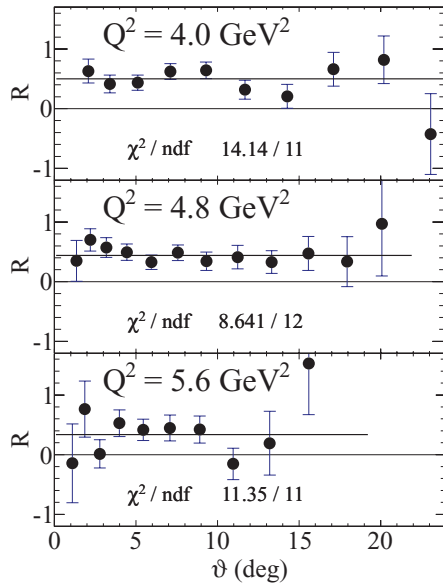 Q² = 4.0 GeV²
1
R
0
χ² / ndf 14.14 / 11
-1
Q² = 4.8 GeV²
1
R
0
χ² / ndf 8.641 / 12
-1
Q² = 5.6 GeV²
1
R
0
χ² / ndf 11.35 / 11
-1
0 5 10 15 20
ϑ (deg)